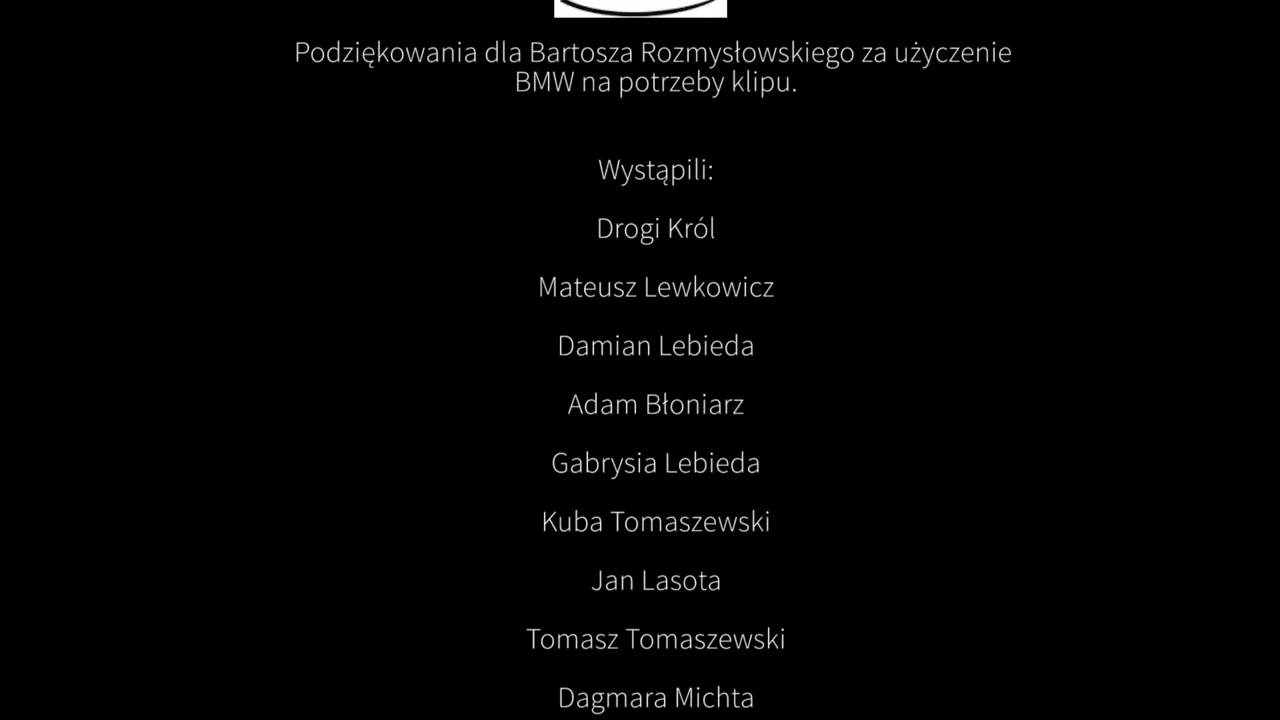 Podziękowania dla Bartosza Rozmysłowskiego za użyczenie
BMW na potrzeby klipu.
Wystąpili:
Drogi Król
Mateusz Lewkowicz
Damian Lebieda
Adam Błoniarz
Gabrysia Lebieda
Kuba Tomaszewski
Jan Lasota
Tomasz Tomaszewski
Dagmara Michta